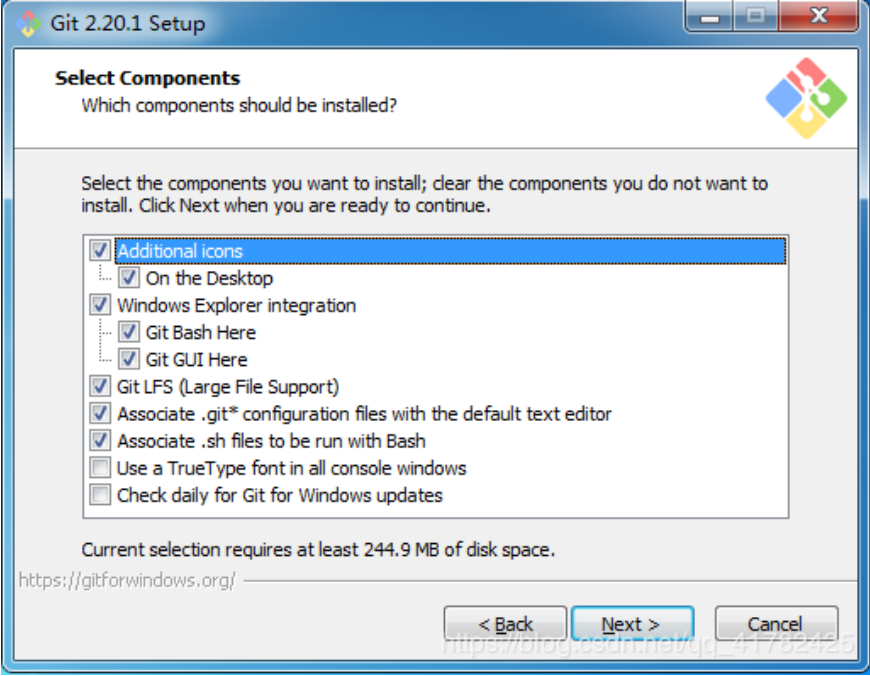 Git 2.20.1 Setup
Select Components
Which components should be installed?
Select the components you want to install; clear the components you do not want to
install. Click Next when you are ready to continue.
Additional icons
On the Desktop
Windows Explorer integration
Git Bash Here
Git GUI Here
Git LFS (Large File Support)
Associate .git* configuration files with the default text editor
Associate .sh files to be run with Bash
Use a TrueType font in all console windows
Check daily for Git for Windows updates
Current selection requires at least 244.9 MB of disk space.
https://gitforwindows.org/
< Back Next > Cancel
https://blog.csdn.net/qq_41782425